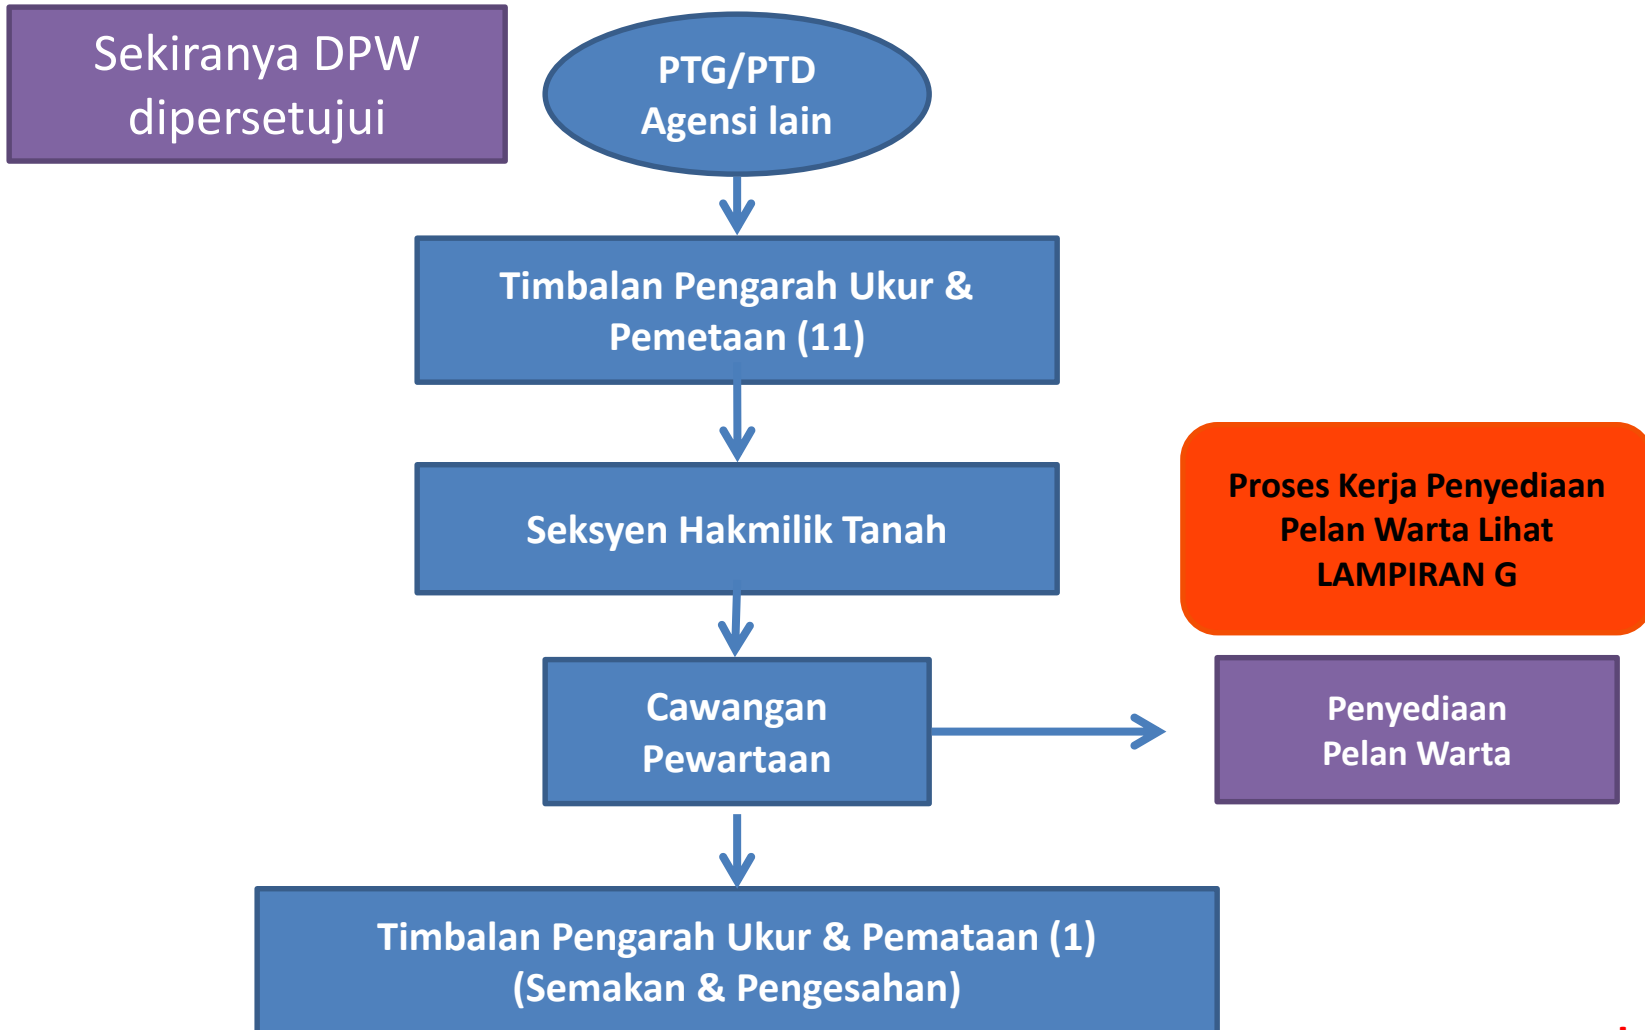 Sekiranya DPW
dipersetujui
PTG/PTD
Agensi lain
Timbalan Pengarah Ukur &
Pemetaan (11)
Seksyen Hakmilik Tanah
Proses Kerja Penyediaan
Pelan Warta Lihat
LAMPIRAN G
Cawangan
Pewartaan
Penyediaan
Pelan Warta
Timbalan Pengarah Ukur & Pemataan (1)
(Semakan & Pengesahan)